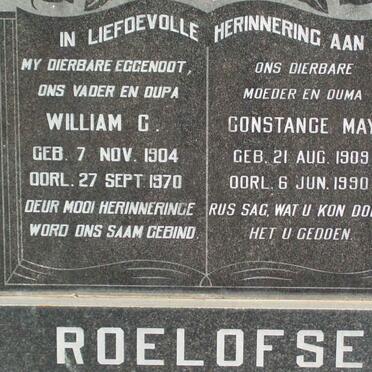 IN LIEFDEVOLLE HERINNERING AAN
MY DIERBARE EGGENOOT,
ONS VADER EN OUPA
WILLIAM C.
GEB. 7 NOV. 1904
OORL. 27 SEPT. 1970
DEUR MOOI HERINNERINGE
WORD ONS SAAM GEBIND.
ONS DIERBARE
MOEDER EN OUMA
CONSTANCE MAY
GEB. 21 AUG. 1909
OORL. 6 JUN. 1990
RUS SAG, WAT U KON DO
HET U GEDOEN.
ROELOFSE